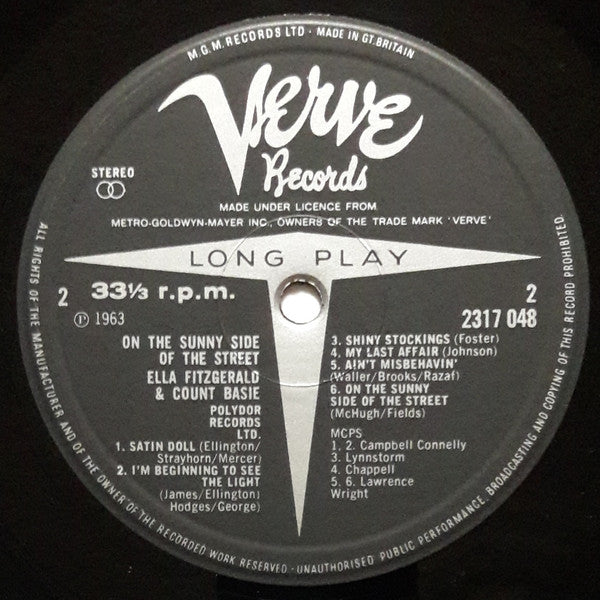 M.G.M. RECORDS LTD · MADE IN GT. BRITAIN
Verve
Records
STEREO
MADE UNDER LICENCE FROM
METRO-GOLDWYN-MAYER INC., OWNERS OF THE TRADE MARK 'VERVE'
LONG PLAY
2 33⅓ r.p.m.
℗ 1963
2
2317 048
ON THE SUNNY SIDE
OF THE STREET
ELLA FITZGERALD
& COUNT BASIE
POLYDOR
RECORDS
LTD.
1. SATIN DOLL (Ellington/
Strayhorn/Mercer)
2. I'M BEGINNING TO SEE
THE LIGHT
(James/Ellington
Hodges/George)
3. SHINY STOCKINGS (Foster)
4. MY LAST AFFAIR (Johnson)
5. AIN'T MISBEHAVIN'
(Waller/Brooks/Razaf)
6. ON THE SUNNY
SIDE OF THE STREET
(McHugh/Fields)
MCPS
1. 2. Campbell Connelly
3. Lynnstorm
4. Chappell
5. 6. Lawrence
Wright
ALL RIGHTS OF THE MANUFACTURER AND OF THE OWNER OF THE RECORDED WORK RESERVED · UNAUTHORISED PUBLIC PERFORMANCE, BROADCASTING AND COPYING OF THIS RECORD PROHIBITED.